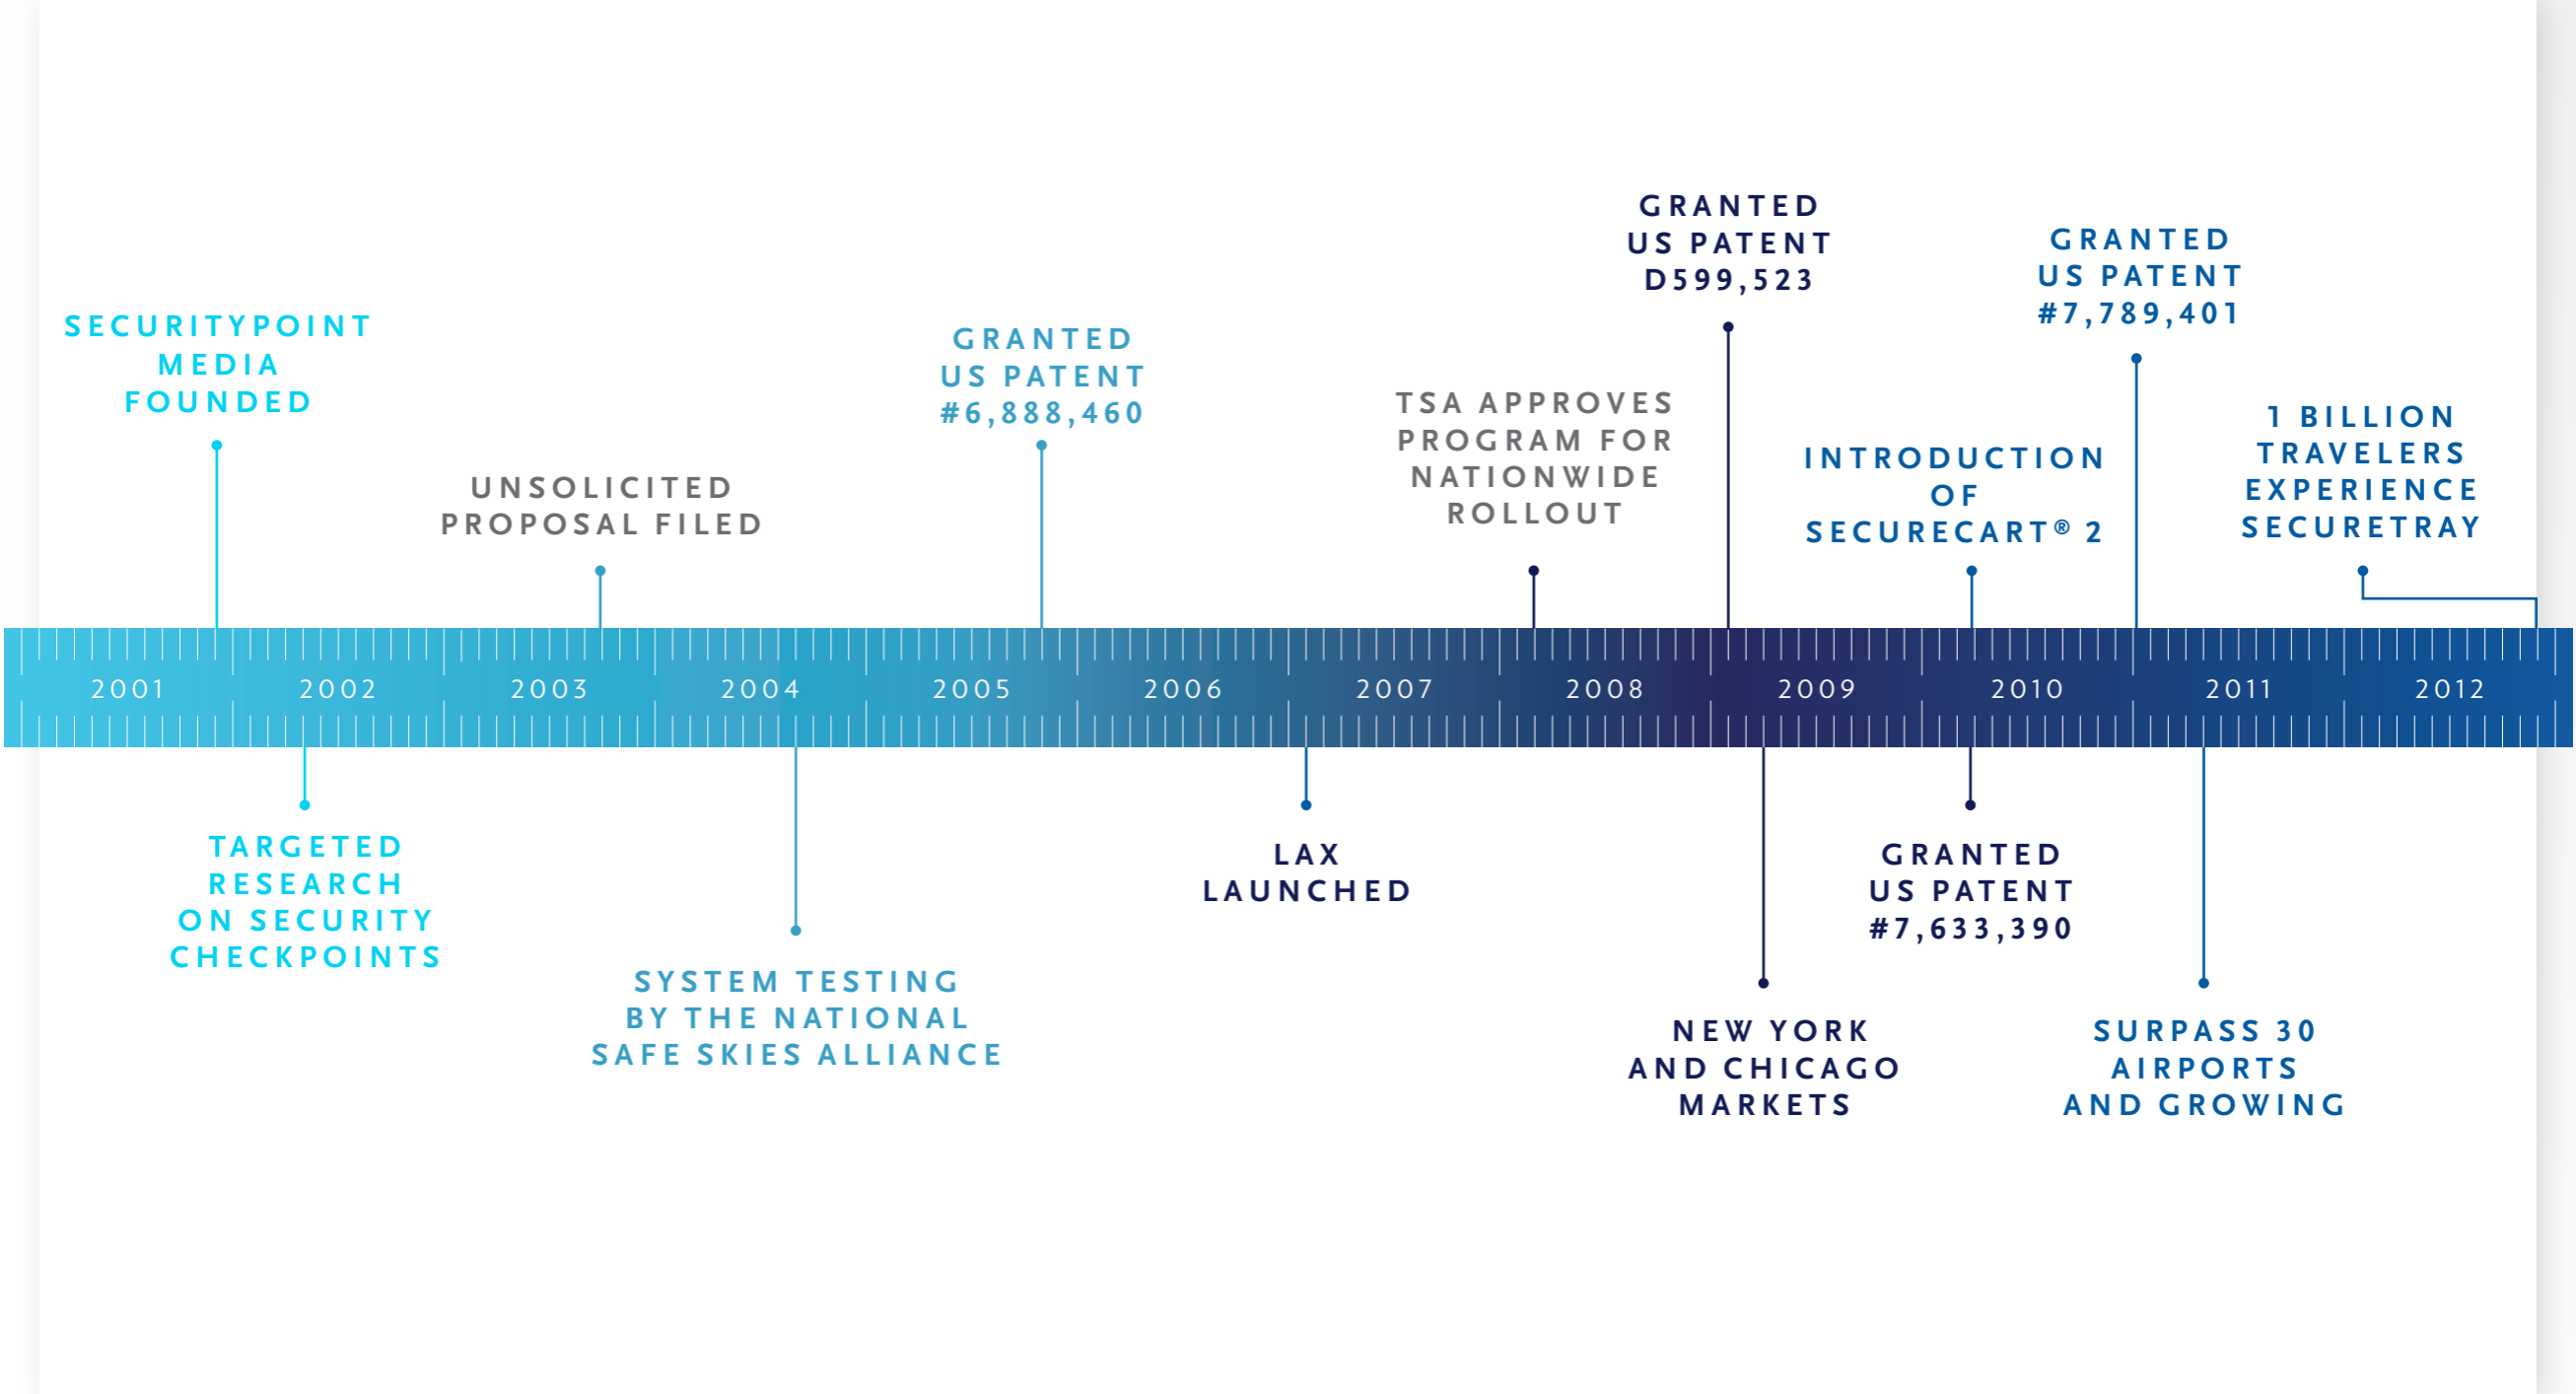 SECURITYPOINT
MEDIA
FOUNDED
UNSOLICITED
PROPOSAL FILED
GRANTED
US PATENT
#6,888,460
TSA APPROVES
PROGRAM FOR
NATIONWIDE
ROLLOUT
GRANTED
US PATENT
D599,523
INTRODUCTION
OF
SECURECART® 2
GRANTED
US PATENT
#7,789,401
1 BILLION
TRAVELERS
EXPERIENCE
SECURETRAY
2001 2002 2003 2004 2005 2006 2007 2008 2009 2010 2011 2012
TARGETED
RESEARCH
ON SECURITY
CHECKPOINTS
SYSTEM TESTING
BY THE NATIONAL
SAFE SKIES ALLIANCE
LAX
LAUNCHED
NEW YORK
AND CHICAGO
MARKETS
GRANTED
US PATENT
#7,633,390
SURPASS 30
AIRPORTS
AND GROWING